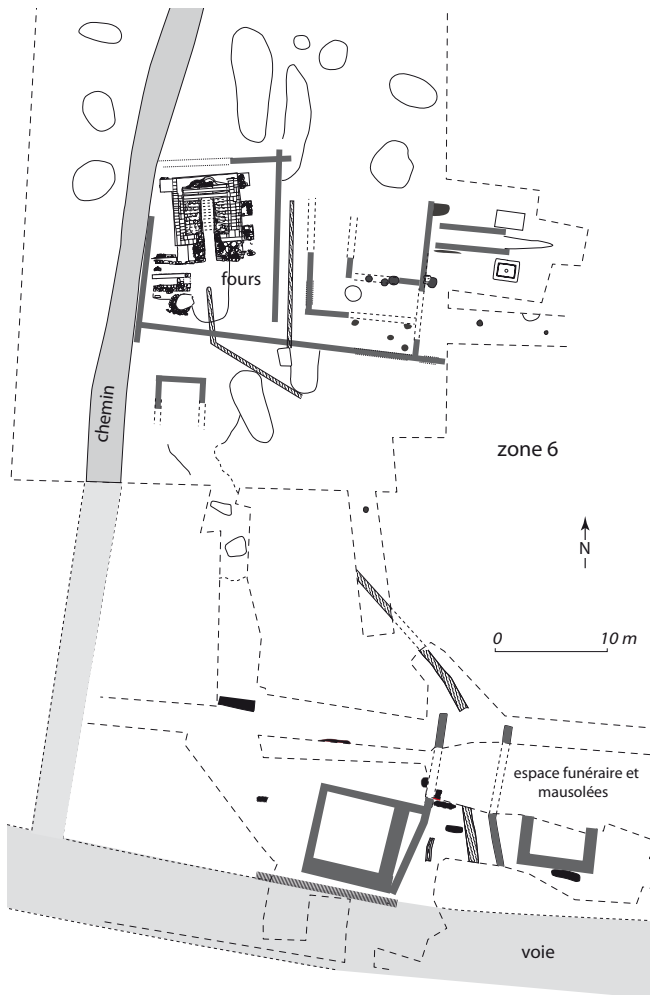 fours
chemin
zone 6
N
0 10 m
espace funéraire et
mausolées
voie